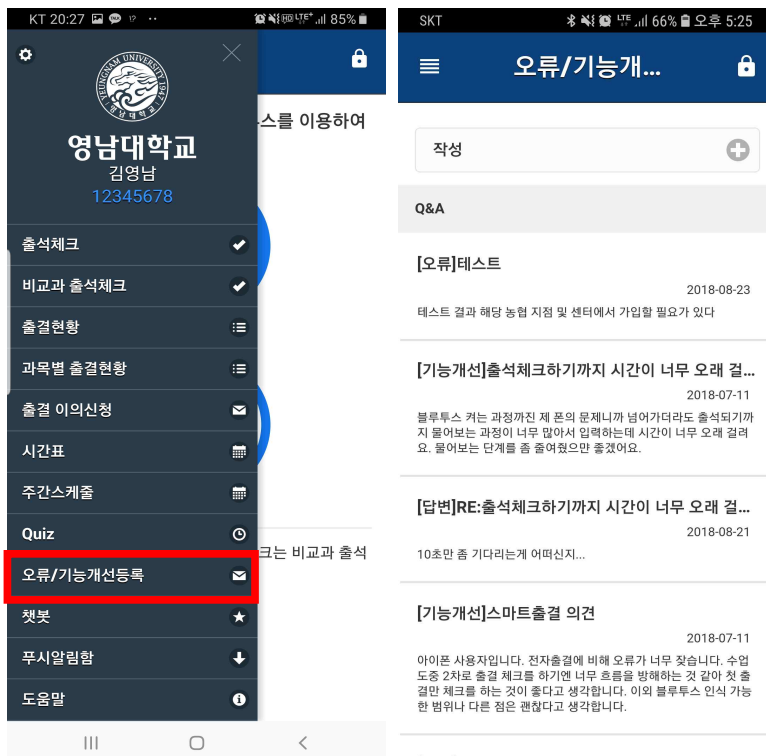 KT 20:27 85%
YEUNGNAM UNIVERSITY 1947
영남대학교
영남대학교
김영남
12345678
스를 이용하여
출석체크
비교과 출석체크
출결현황
과목별 출결현황
출결 이의신청
시간표
주간스케줄
Quiz
크는 비교과 출석
오류/기능개선등록
챗봇
푸시알림함
도움말
SKT LTE 66% 오후 5:25
오류/기능개...
작성
Q&A
[오류]테스트
2018-08-23
테스트 결과 해당 농협 지점 및 센터에서 가입할 필요가 있다
[기능개선]출석체크하기까지 시간이 너무 오래 걸...
2018-07-11
블루투스 켜는 과정까진 제 폰의 문제니까 넘어가더라도 출석되기까
지 물어보는 과정이 너무 많아서 입력하는데 시간이 너무 오래 걸려
요. 물어보는 단계를 좀 줄여줬으만 좋겠어요.
[답변]RE:출석체크하기까지 시간이 너무 오래 걸...
2018-08-21
10초만 좀 기다리는게 어떠신지...
[기능개선]스마트출결 의견
2018-07-11
아이폰 사용자입니다. 전자출결에 비해 오류가 너무 잦습니다. 수업
도중 2차로 출결 체크를 하기엔 너무 흐름을 방해하는 것 같아 첫 출
결만 체크를 하는 것이 좋다고 생각합니다. 이외 블루투스 인식 가능
한 범위나 다른 점은 괜찮다고 생각합니다.